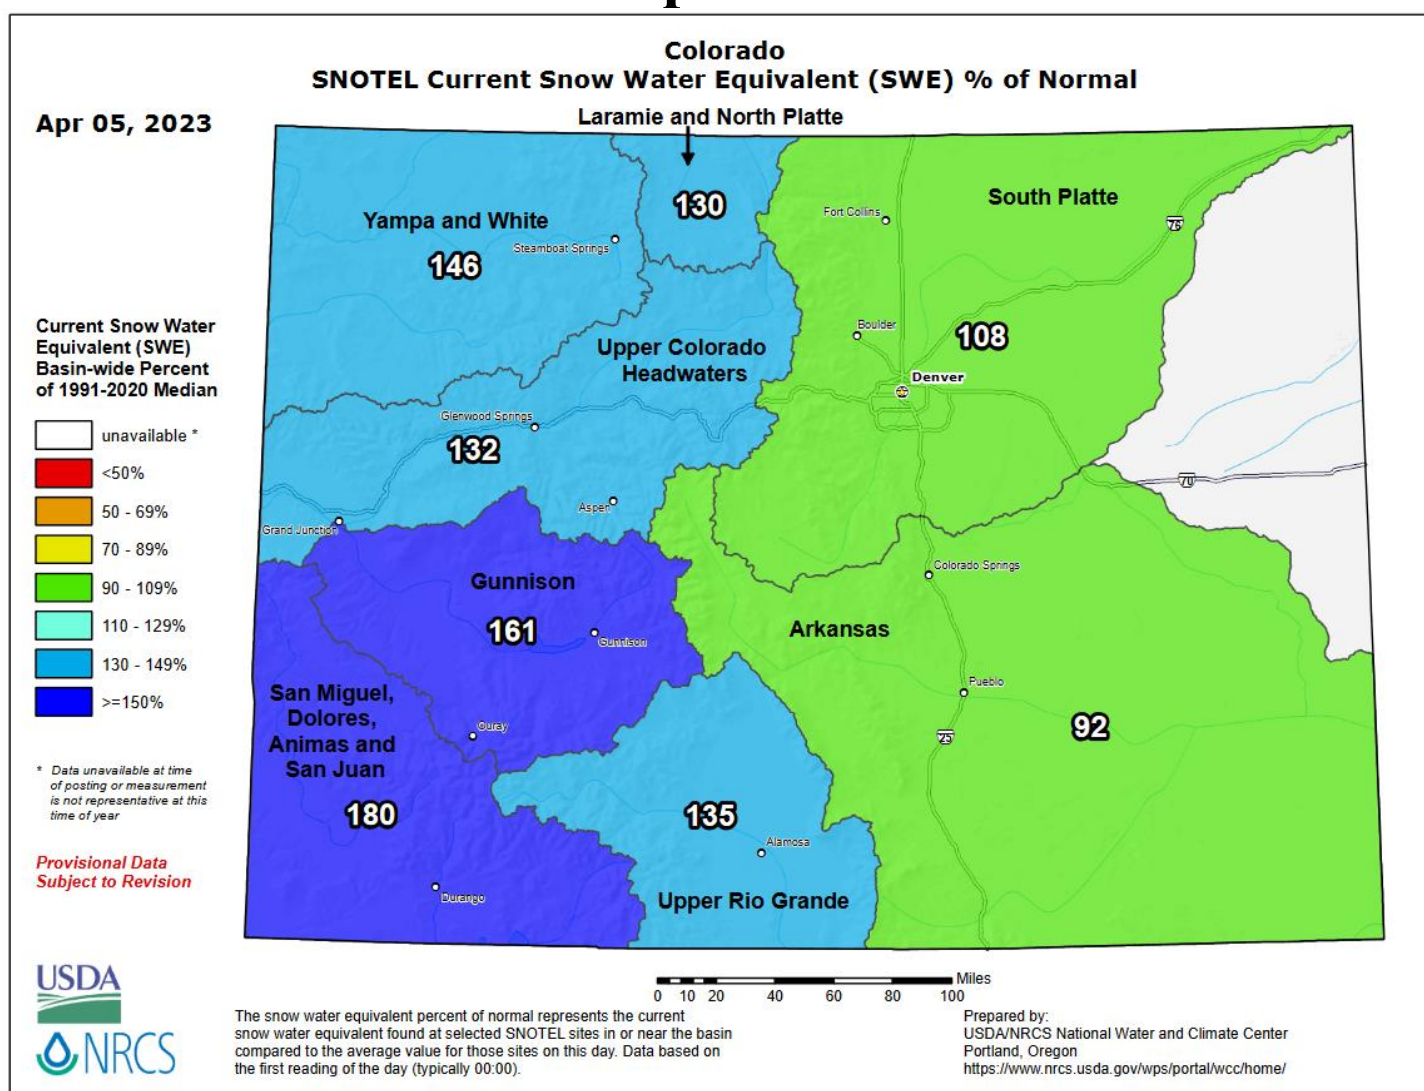 Colorado
SNOTEL Current Snow Water Equivalent (SWE) % of Normal
Apr 05, 2023
Laramie and North Platte
130
Yampa and White
146
Steamboat Springs
South Platte
Fort Collins
76
Boulder
108
Denver
Upper Colorado
Headwaters
Glenwood Springs
132
Aspen
Grand Junction
70
Gunnison
161
Gunnison
Colorado Springs
Arkansas
Pueblo
92
25
San Miguel,
Dolores,
Animas and
San Juan
180
Ouray
Durango
135
Alamosa
Upper Rio Grande
Current Snow Water
Equivalent (SWE)
Basin-wide Percent
of 1991-2020 Median
unavailable *
<50%
50 - 69%
70 - 89%
90 - 109%
110 - 129%
130 - 149%
>=150%
* Data unavailable at time
of posting or measurement
is not representative at this
time of year
Provisional Data
Subject to Revision
USDA
NRCS
Miles
0 10 20 40 60 80 100
The snow water equivalent percent of normal represents the current
snow water equivalent found at selected SNOTEL sites in or near the basin
compared to the average value for those sites on this day. Data based on
the first reading of the day (typically 00:00).
Prepared by:
USDA/NRCS National Water and Climate Center
Portland, Oregon
https://www.nrcs.usda.gov/wps/portal/wcc/home/